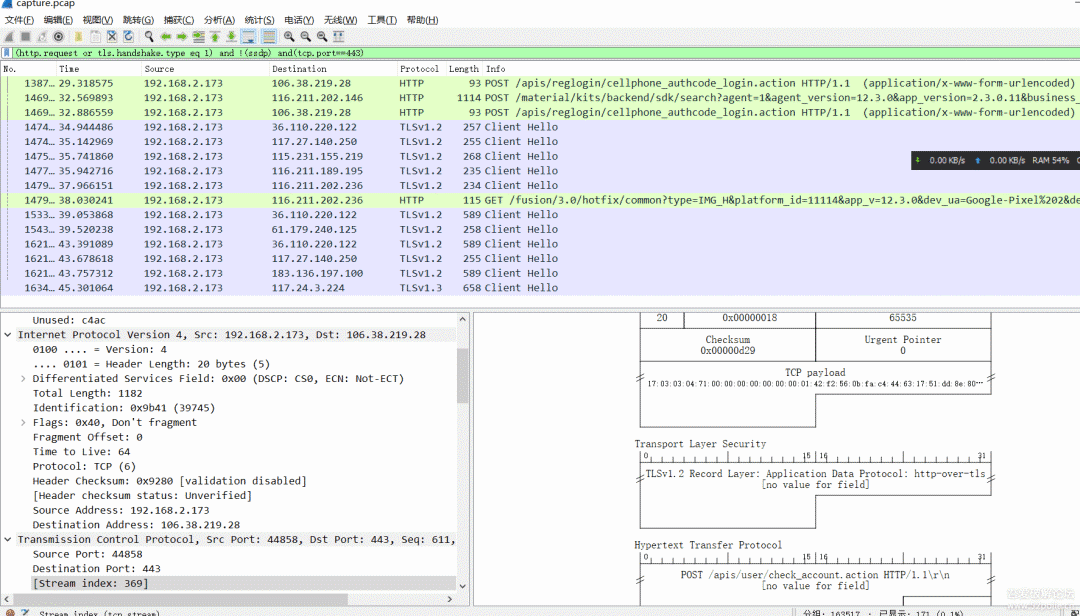 capture.pcap
文件(F) 编辑(E) 视图(V) 跳转(G) 捕获(C) 分析(A) 统计(S) 电话(Y) 无线(W) 工具(T) 帮助(H)
(http.request or tls.handshake.type eq 1) and !(ssdp) and(tcp.port==443)
No. Time Source Destination Protocol Length Info
1387… 29.318575 192.168.2.173 106.38.219.28 HTTP 93 POST /apis/reglogin/cellphone_authcode_login.action HTTP/1.1 (application/x-www-form-urlencoded)
1469… 32.569893 192.168.2.173 116.211.202.146 HTTP 1114 POST /material/kits/backend/sdk/search?agent=1&agent_version=12.3.0&app_version=2.3.0.11&business_
1469… 32.886559 192.168.2.173 106.38.219.28 HTTP 93 POST /apis/reglogin/cellphone_authcode_login.action HTTP/1.1 (application/x-www-form-urlencoded)
1474… 34.944486 192.168.2.173 36.110.220.122 TLSv1.2 257 Client Hello
1474… 35.142969 192.168.2.173 117.27.140.250 TLSv1.2 255 Client Hello
1475… 35.741860 192.168.2.173 115.231.155.219 TLSv1.2 268 Client Hello
1477… 35.942716 192.168.2.173 116.211.189.195 TLSv1.2 235 Client Hello
1479… 37.966151 192.168.2.173 116.211.202.236 TLSv1.2 234 Client Hello
1479… 38.030241 192.168.2.173 116.211.202.236 HTTP 115 GET /fusion/3.0/hotfix/common?type=IMG_H&platform_id=11114&app_v=12.3.0&dev_ua=Google-Pixel%202&de
1533… 39.053868 192.168.2.173 36.110.220.122 TLSv1.2 589 Client Hello
1543… 39.520238 192.168.2.173 61.179.240.125 TLSv1.2 258 Client Hello
1621… 43.391089 192.168.2.173 36.110.220.122 TLSv1.2 589 Client Hello
1621… 43.678618 192.168.2.173 117.27.140.250 TLSv1.2 255 Client Hello
1621… 43.757312 192.168.2.173 183.136.197.100 TLSv1.2 589 Client Hello
1634… 45.301064 192.168.2.173 117.24.3.224 TLSv1.3 658 Client Hello
0.00 KB/s 0.00 KB/s RAM 54%
Unused: c4ac
Internet Protocol Version 4, Src: 192.168.2.173, Dst: 106.38.219.28
0100 .... = Version: 4
.... 0101 = Header Length: 20 bytes (5)
Differentiated Services Field: 0x00 (DSCP: CS0, ECN: Not-ECT)
Total Length: 1182
Identification: 0x9b41 (39745)
Flags: 0x40, Don't fragment
Fragment Offset: 0
Time to Live: 64
Protocol: TCP (6)
Header Checksum: 0x9280 [validation disabled]
[Header checksum status: Unverified]
Source Address: 192.168.2.173
Destination Address: 106.38.219.28
Transmission Control Protocol, Src Port: 44858, Dst Port: 443, Seq: 611,
Source Port: 44858
Destination Port: 443
[Stream index: 369]
20 0x00000018 65535
Checksum Urgent Pointer
0x00000d29 0
TCP payload
17:03:03:04:71:00:00:00:00:00:00:00:01:42:f2:56:0b:fa:c4:44:63:17:51:dd:8e:80…
Transport Layer Security
0 15 16 31
TLSv1.2 Record Layer: Application Data Protocol: http-over-tls
[no value for field]
Hypertext Transfer Protocol
0 15 16 31
POST /apis/user/check_account.action HTTP/1.1\r\n
[no value for field]
Stream index (tcp.stream)
分组: 163517 · 已显示: 171 (0.1%)